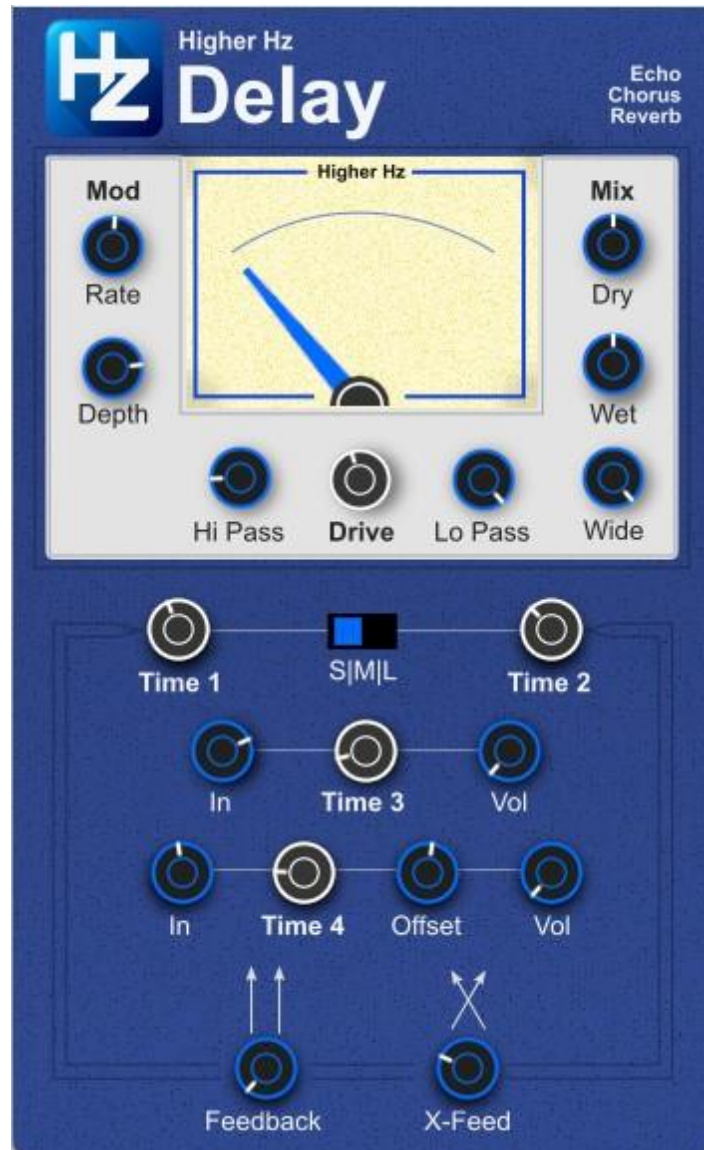 Hz
Higher Hz
Delay
Echo
Chorus
Reverb
Higher Hz
Mod
Mix
Rate
Dry
Depth
Wet
Hi Pass
Drive
Lo Pass
Wide
Time 1
S|M|L
Time 2
In
Time 3
Vol
In
Time 4
Offset
Vol
Feedback
X-Feed